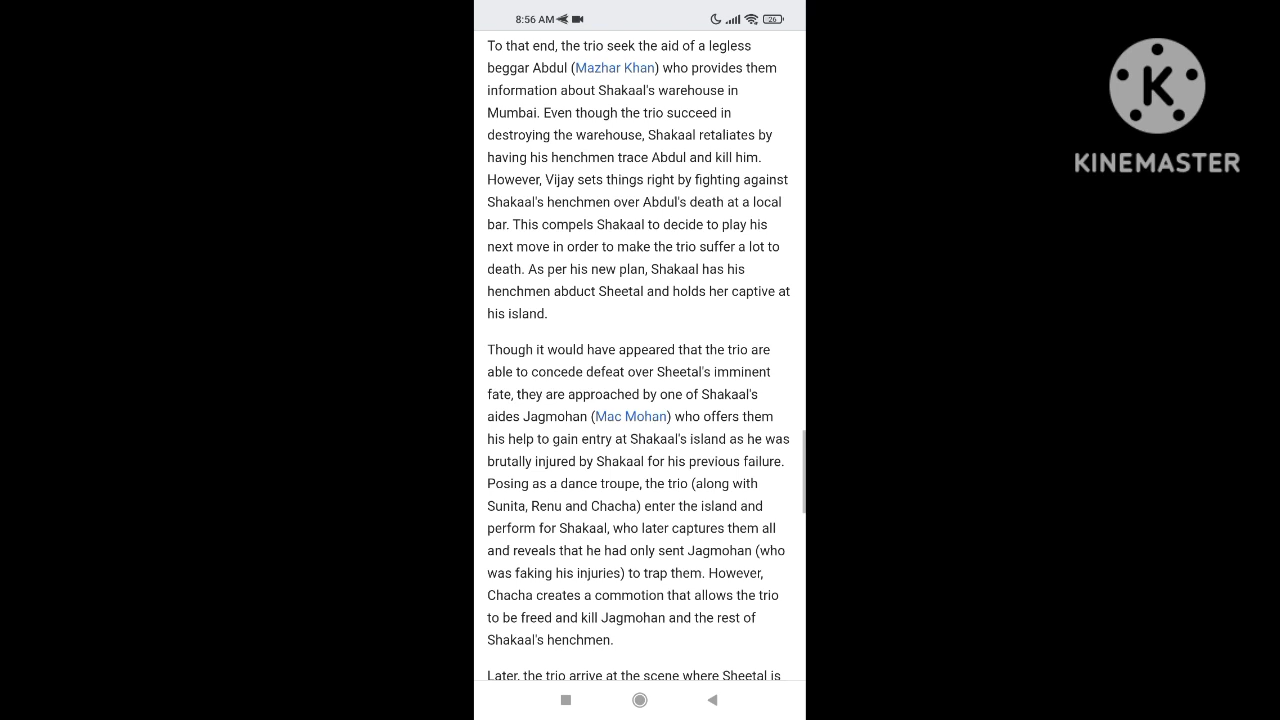 8:56 AM
26
To that end, the trio seek the aid of a legless
beggar Abdul (Mazhar Khan) who provides them
information about Shakaal's warehouse in
Mumbai. Even though the trio succeed in
destroying the warehouse, Shakaal retaliates by
having his henchmen trace Abdul and kill him.
However, Vijay sets things right by fighting against
Shakaal's henchmen over Abdul's death at a local
bar. This compels Shakaal to decide to play his
next move in order to make the trio suffer a lot to
death. As per his new plan, Shakaal has his
henchmen abduct Sheetal and holds her captive at
his island.
Though it would have appeared that the trio are
able to concede defeat over Sheetal's imminent
fate, they are approached by one of Shakaal's
aides Jagmohan (Mac Mohan) who offers them
his help to gain entry at Shakaal's island as he was
brutally injured by Shakaal for his previous failure.
Posing as a dance troupe, the trio (along with
Sunita, Renu and Chacha) enter the island and
perform for Shakaal, who later captures them all
and reveals that he had only sent Jagmohan (who
was faking his injuries) to trap them. However,
Chacha creates a commotion that allows the trio
to be freed and kill Jagmohan and the rest of
Shakaal's henchmen.
Later, the trio arrive at the scene where Sheetal is
K
KINEMASTER